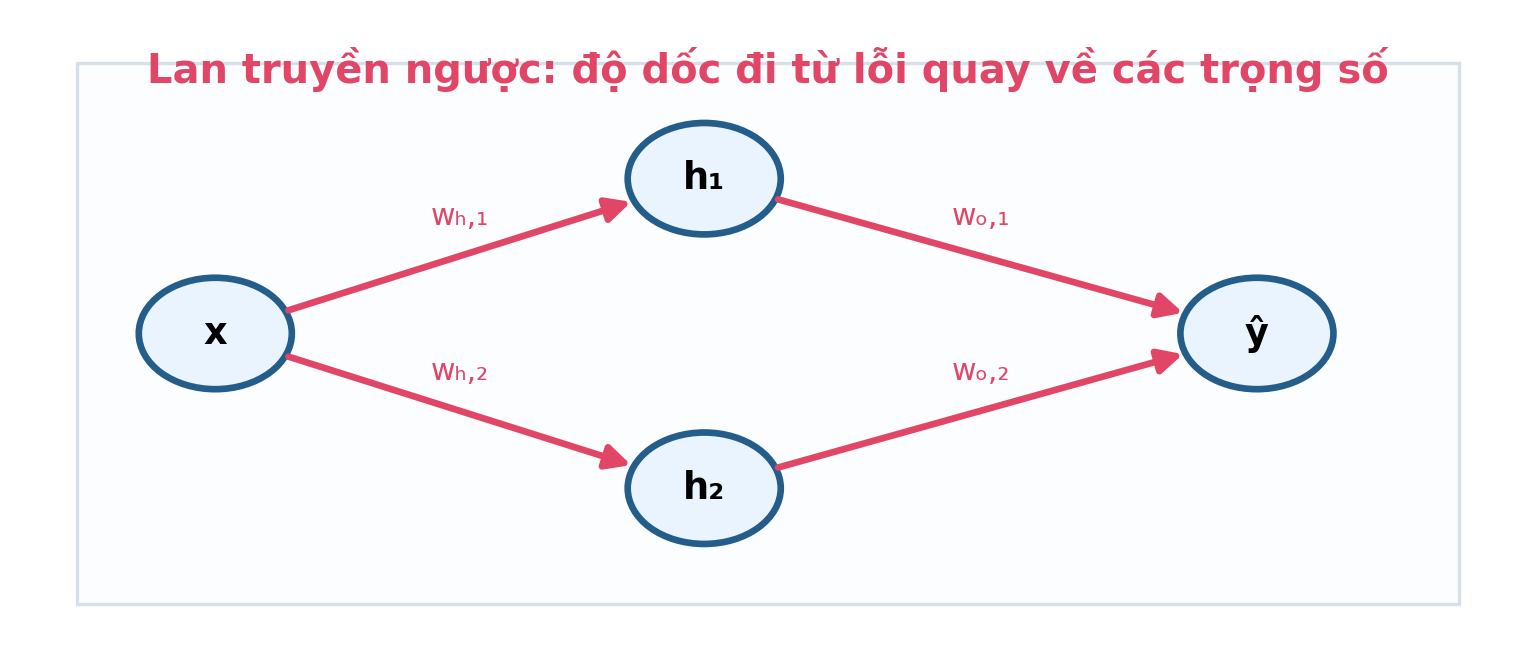 Lan truyền ngược: độ dốc đi từ lỗi quay về các trọng số
h₁
wₕ,₁
wₒ,₁
x
ŷ
wₕ,₂
wₒ,₂
h₂